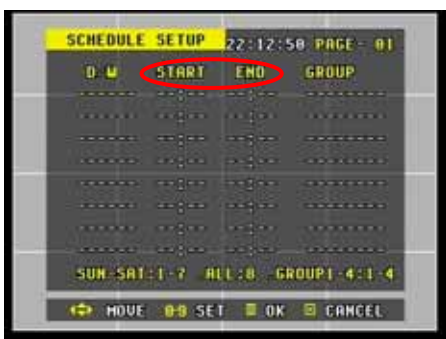 SCHEDULE SETUP 22:12:50 PAGE- 01
D W START END GROUP
------ --:-- --:-- --------
------ --:-- --:-- --------
------ --:-- --:-- --------
------ --:-- --:-- --------
------ --:-- --:-- --------
------ --:-- --:-- --------
------ --:-- --:-- --------
------ --:-- --:-- --------
SUN-SAT:1-7 ALL:8 GROUP1-4:1-4
MOVE 0-9 SET OK CANCEL